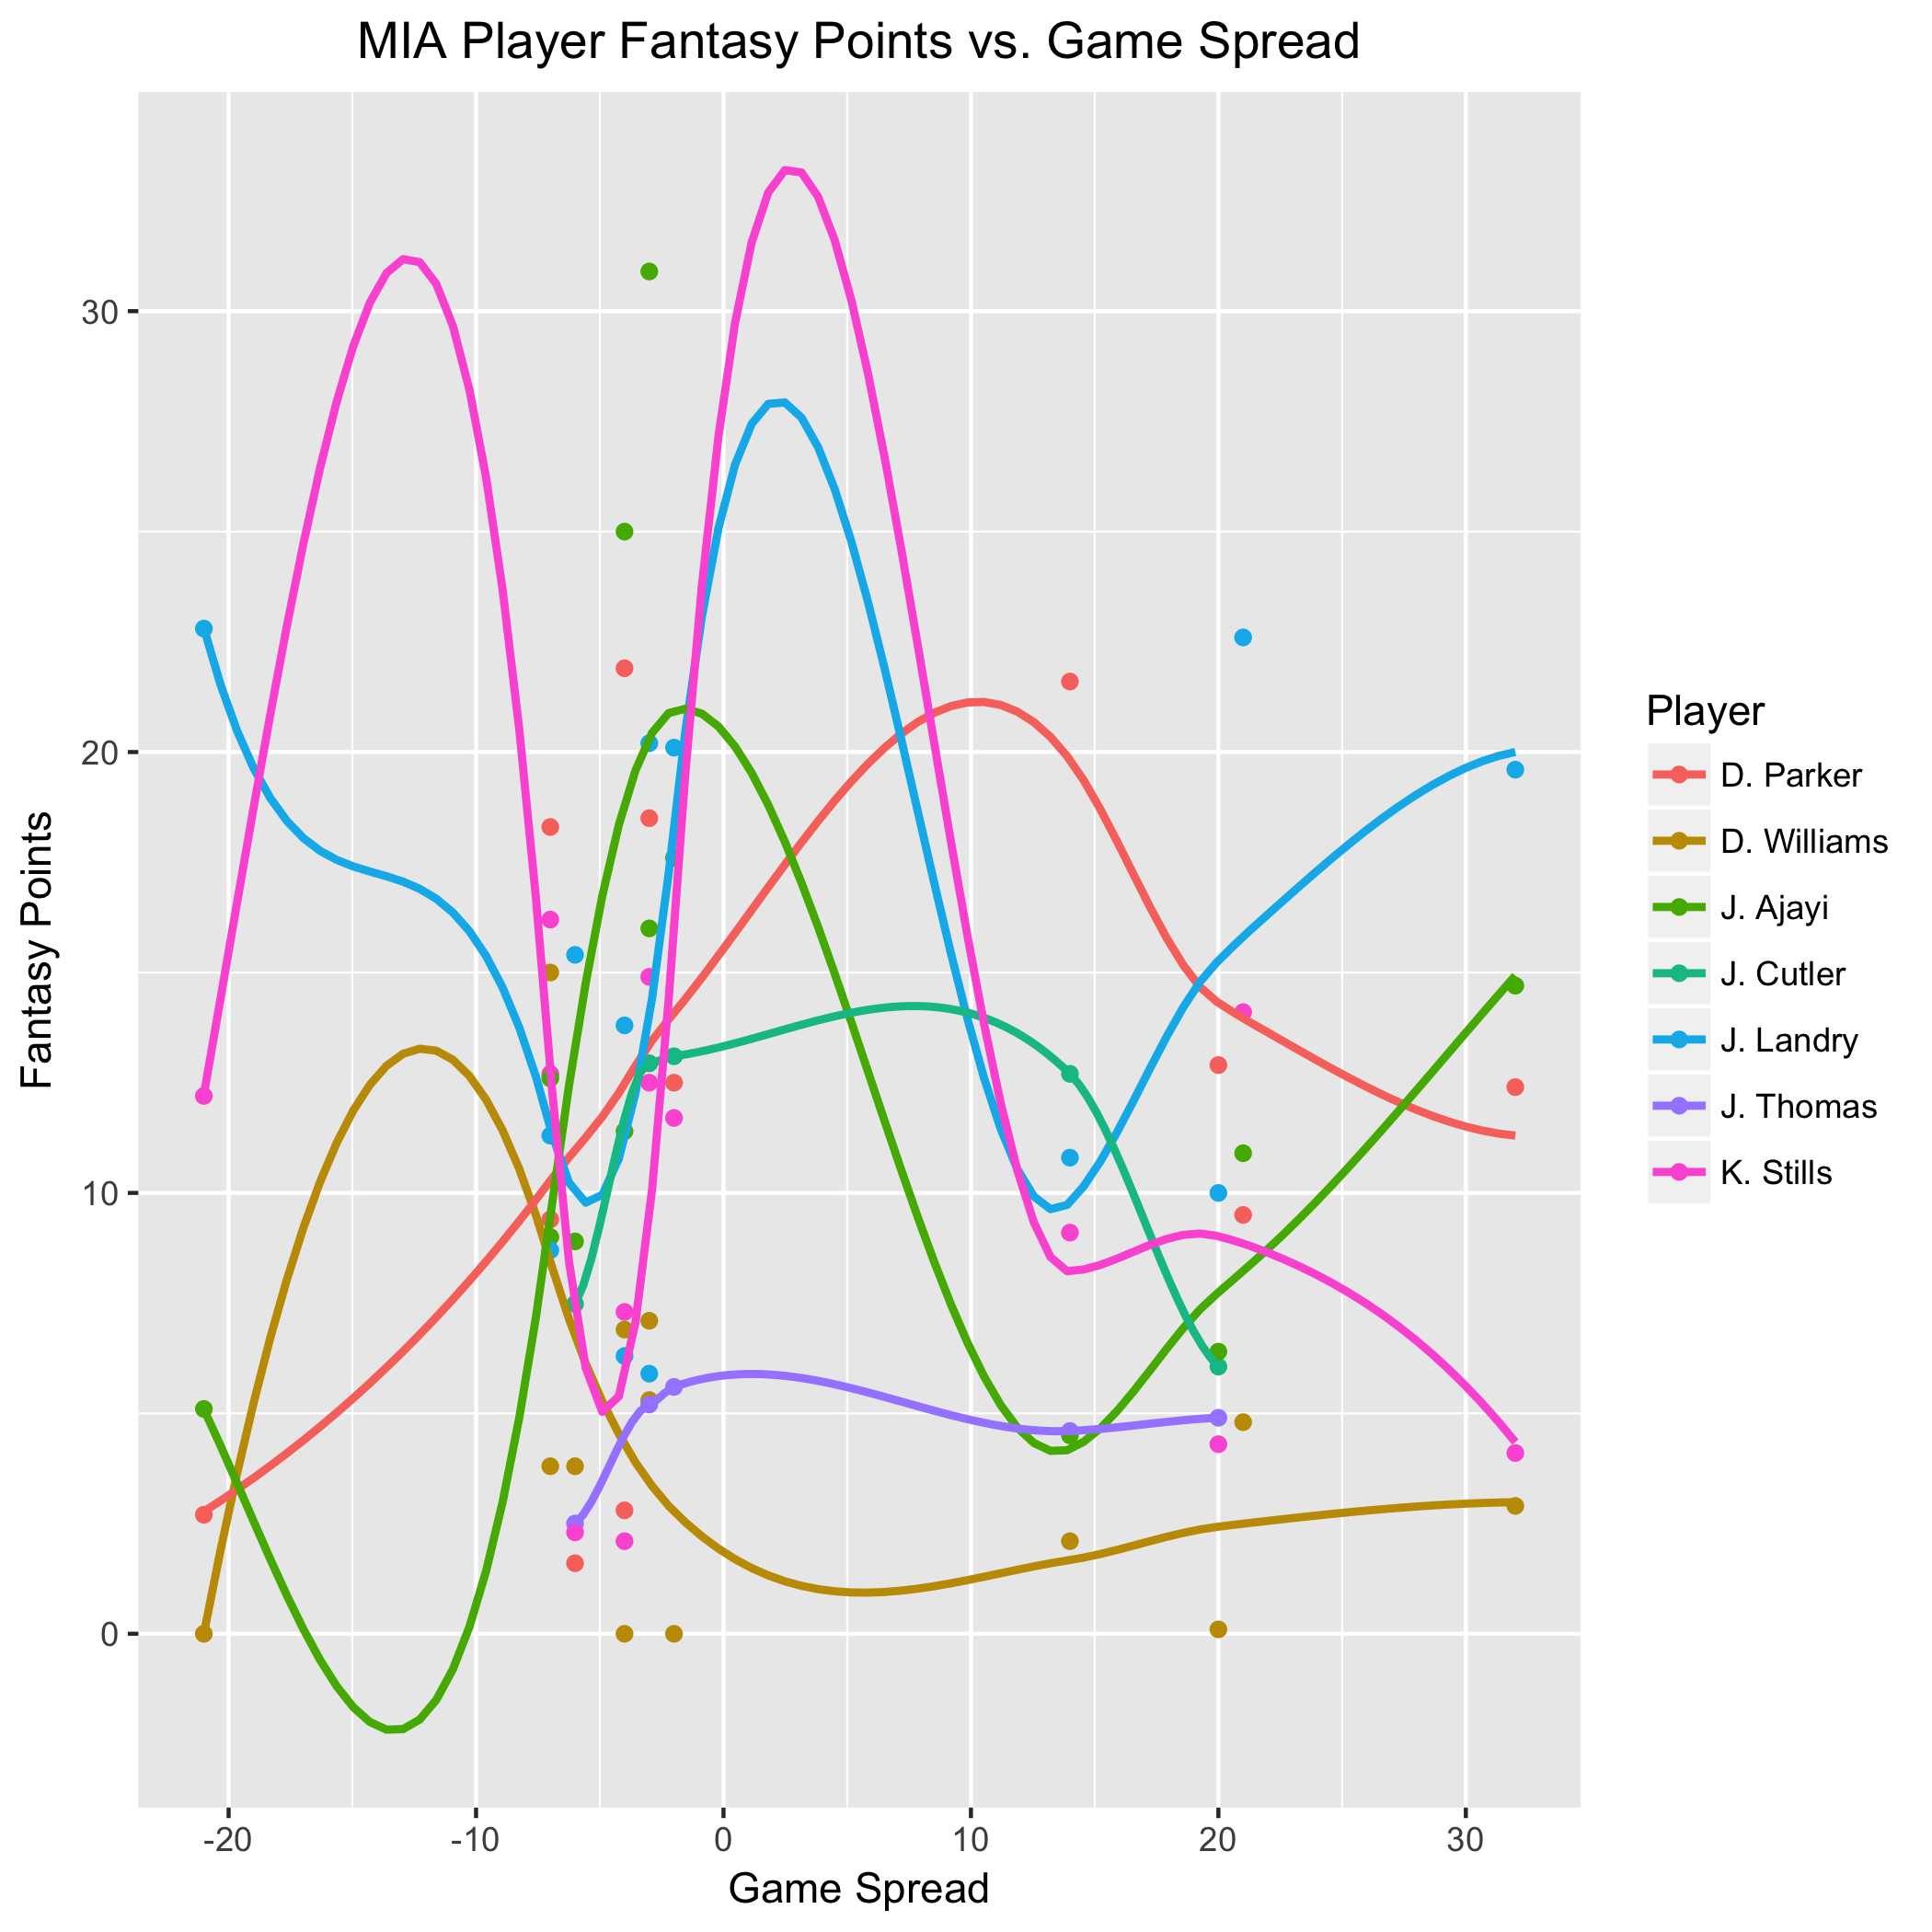 MIA Player Fantasy Points vs. Game Spread
Fantasy Points
30
20
10
0
-20 -10 0 10 20 30
Game Spread
Player
D. Parker
D. Williams
J. Ajayi
J. Cutler
J. Landry
J. Thomas
K. Stills